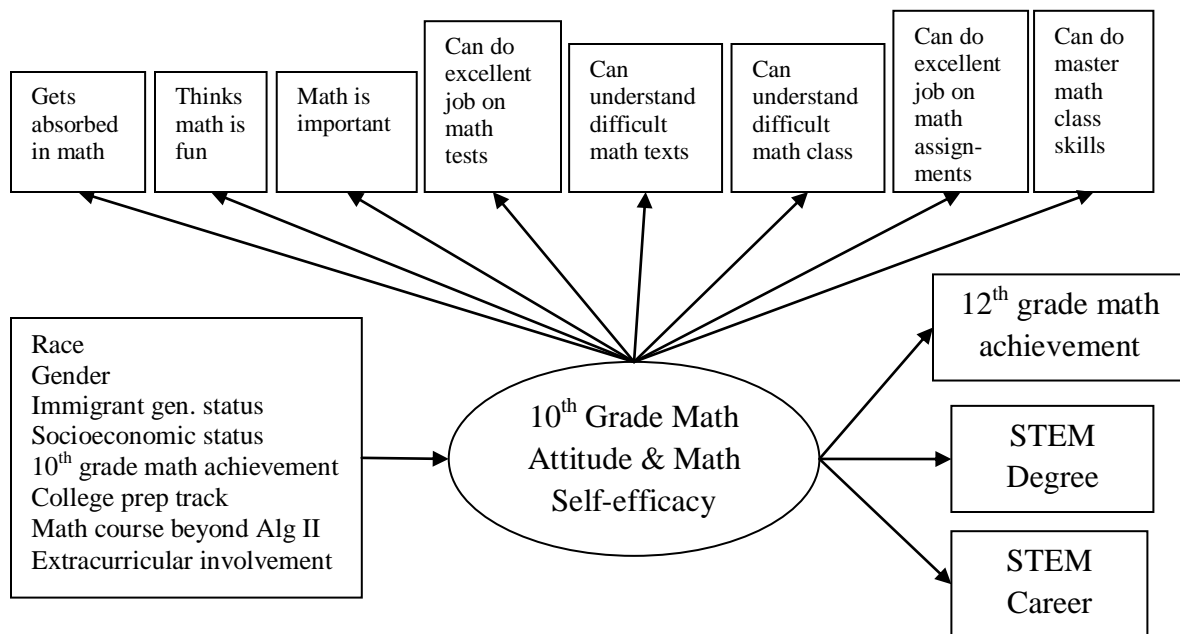 Gets
absorbed
in math
Thinks
math is
fun
Math is
important
Can do
excellent
job on
math
tests
Can
understand
difficult
math texts
Can
understand
difficult
math class
Can do
excellent
job on
math
assign-
ments
Can do
master
math
class
skills
Race
Gender
Immigrant gen. status
Socioeconomic status
10th grade math achievement
College prep track
Math course beyond Alg II
Extracurricular involvement
10th Grade Math
Attitude & Math
Self-efficacy
12th grade math
achievement
STEM
Degree
STEM
Career